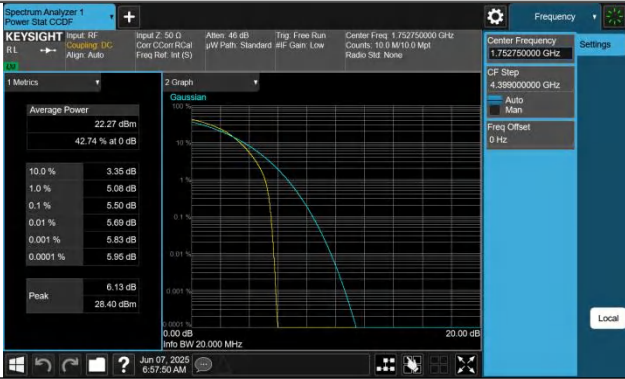 Spectrum Analyzer 1
Power Stat CCDF
Frequency
KEYSIGHT
RL
Input: RF
Coupling: DC
Align: Auto
Input Z: 50 Ω
Corr CCorr RCal
Freq Ref: Int (S)
Atten: 46 dB
µW Path: Standard
Trig: Free Run
#IF Gain: Low
Center Freq: 1.752750000 GHz
Counts: 10.0 M/10.0 Mpt
Radio Std: None
Center Frequency
1.752750000 GHz
Settings
CF Step
4.399000000 GHz
Auto
Man
Freq Offset
0 Hz
1 Metrics
Average Power
22.27 dBm
42.74 % at 0 dB
10.0 % 3.35 dB
1.0 % 5.08 dB
0.1 % 5.50 dB
0.01 % 5.69 dB
0.001 % 5.83 dB
0.0001 % 5.95 dB
Peak 6.13 dB
28.40 dBm
2 Graph
Gaussian
100 %
10 %
1 %
0.1 %
0.01 %
0.001 %
0.0001 %
0.00 dB 20.00 dB
Info BW 20.000 MHz
Local
Jun 07, 2025
6:57:50 AM